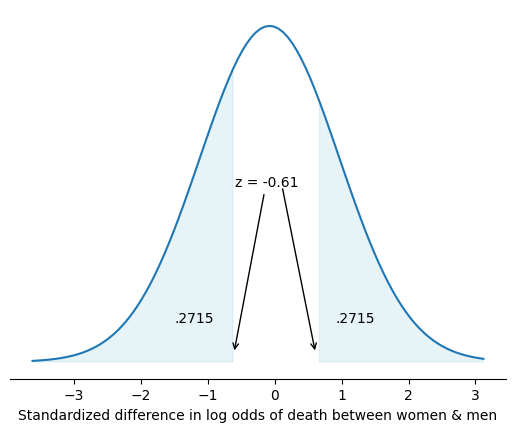 z = -0.61
.2715 .2715
−3 −2 −1 0 1 2 3
Standardized difference in log odds of death between women & men